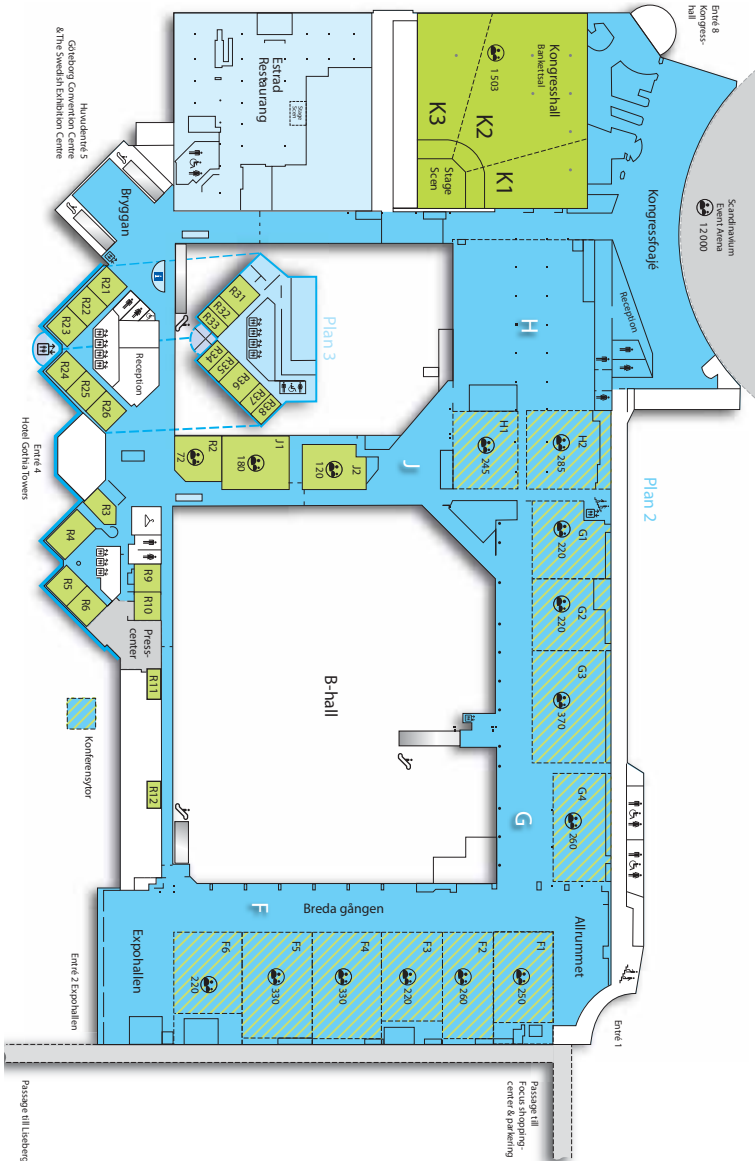 Entré 8
Kongress-
hall
Scandinavium
Event Arena
12 000
Kongressfoajé
Reception
Kongresshall
Bankettsal
1 503
K1
K2
K3
Stage
Scen
Estrad
Restaurang
Stage
Scen
Huvudentré 5
Göteborg Convention Centre
& The Swedish Exhibition Centre
Bryggan
Plan 2
H
H2
285
H1
245
Plan 3
R31
R32
R33
R34
R35
R36
R37
R38
R21
R22
R23
R24
R25
R26
Reception
i
Entré 4
Hotel Gothia Towers
J
J2
120
J1
180
R2
72
R3
R4
R5
R6
R9
R10
Press-
center
R11
R12
Konferensytor
B-hall
G
G1
220
G2
220
G3
370
G4
260
F
Breda gången
Allrummet
Expohallen
F1
250
F2
260
F3
220
F4
330
F5
330
F6
220
Entré 1
Entré 2 Expohallen
Passage till
Focus shopping-
center & parkering
Passage till Liseberg